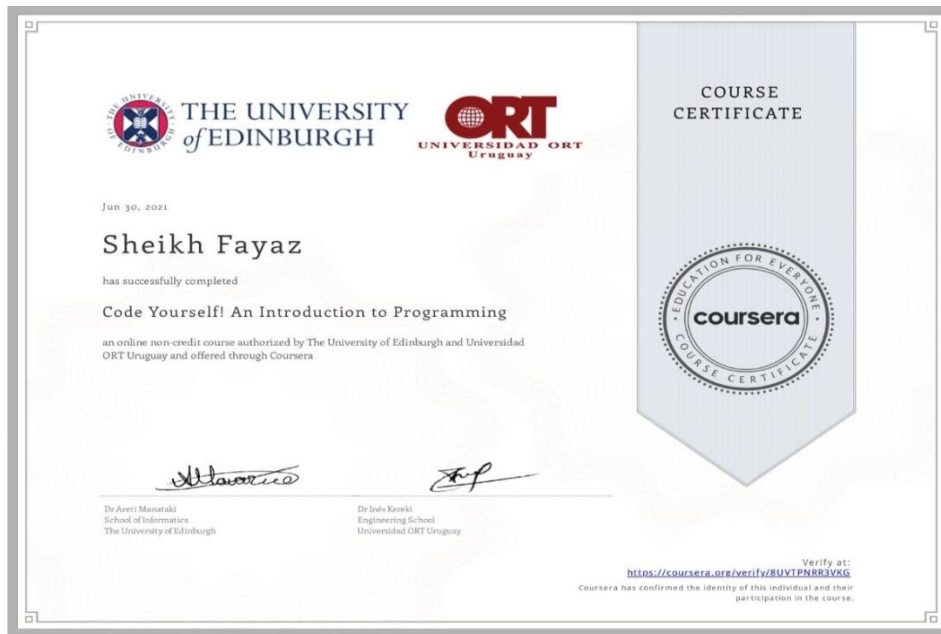 THE UNIVERSITY
of EDINBURGH
THE UNIVERSITY OF EDINBURGH
ORT
UNIVERSIDAD ORT
Uruguay
COURSE
CERTIFICATE
Jun 30, 2021
Sheikh Fayaz
has successfully completed
Code Yourself! An Introduction to Programming
an online non-credit course authorized by The University of Edinburgh and Universidad
ORT Uruguay and offered through Coursera
EDUCATION FOR EVERYONE
coursera
COURSE CERTIFICATE
Dr Areti Manataki
School of Informatics
The University of Edinburgh
Dr Inés Kereki
Engineering School
Universidad ORT Uruguay
Verify at:
https://coursera.org/verify/8UVTPNRR3VKG
Coursera has confirmed the identity of this individual and their
participation in the course.